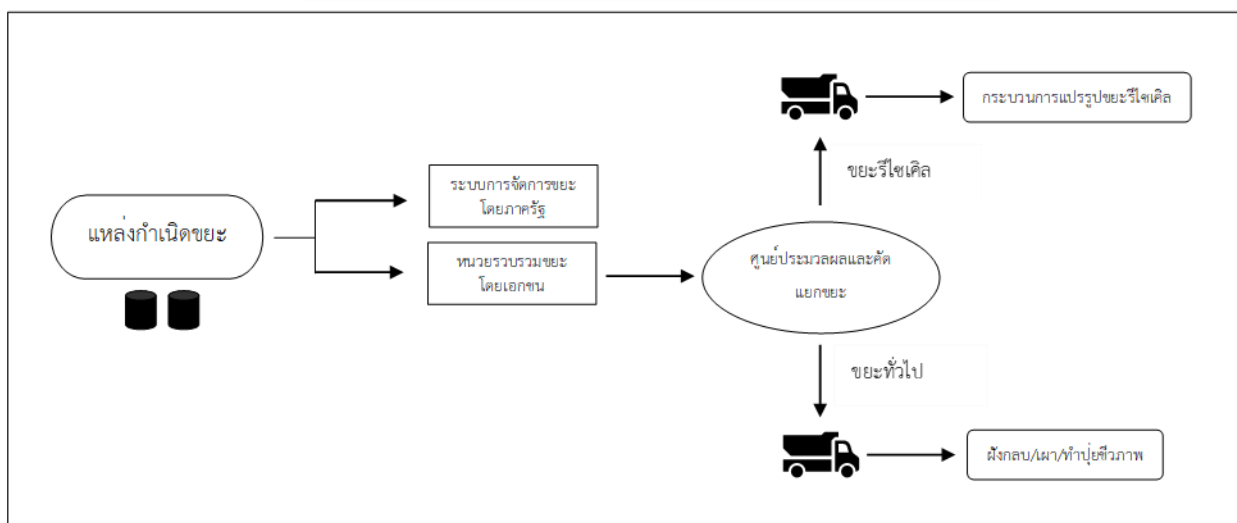 กระบวนการแปรรูปขยะรีไซเคิล
ขยะรีไซเคิล
ระบบการจัดการขยะ
โดยภาครัฐ
แหล่งกำเนิดขยะ
หน่วยรวบรวมขยะ
โดยเอกชน
ศูนย์ประมวลผลและคัด
แยกขยะ
ขยะทั่วไป
ฝังกลบ/เผา/ทำปุ๋ยชีวภาพ